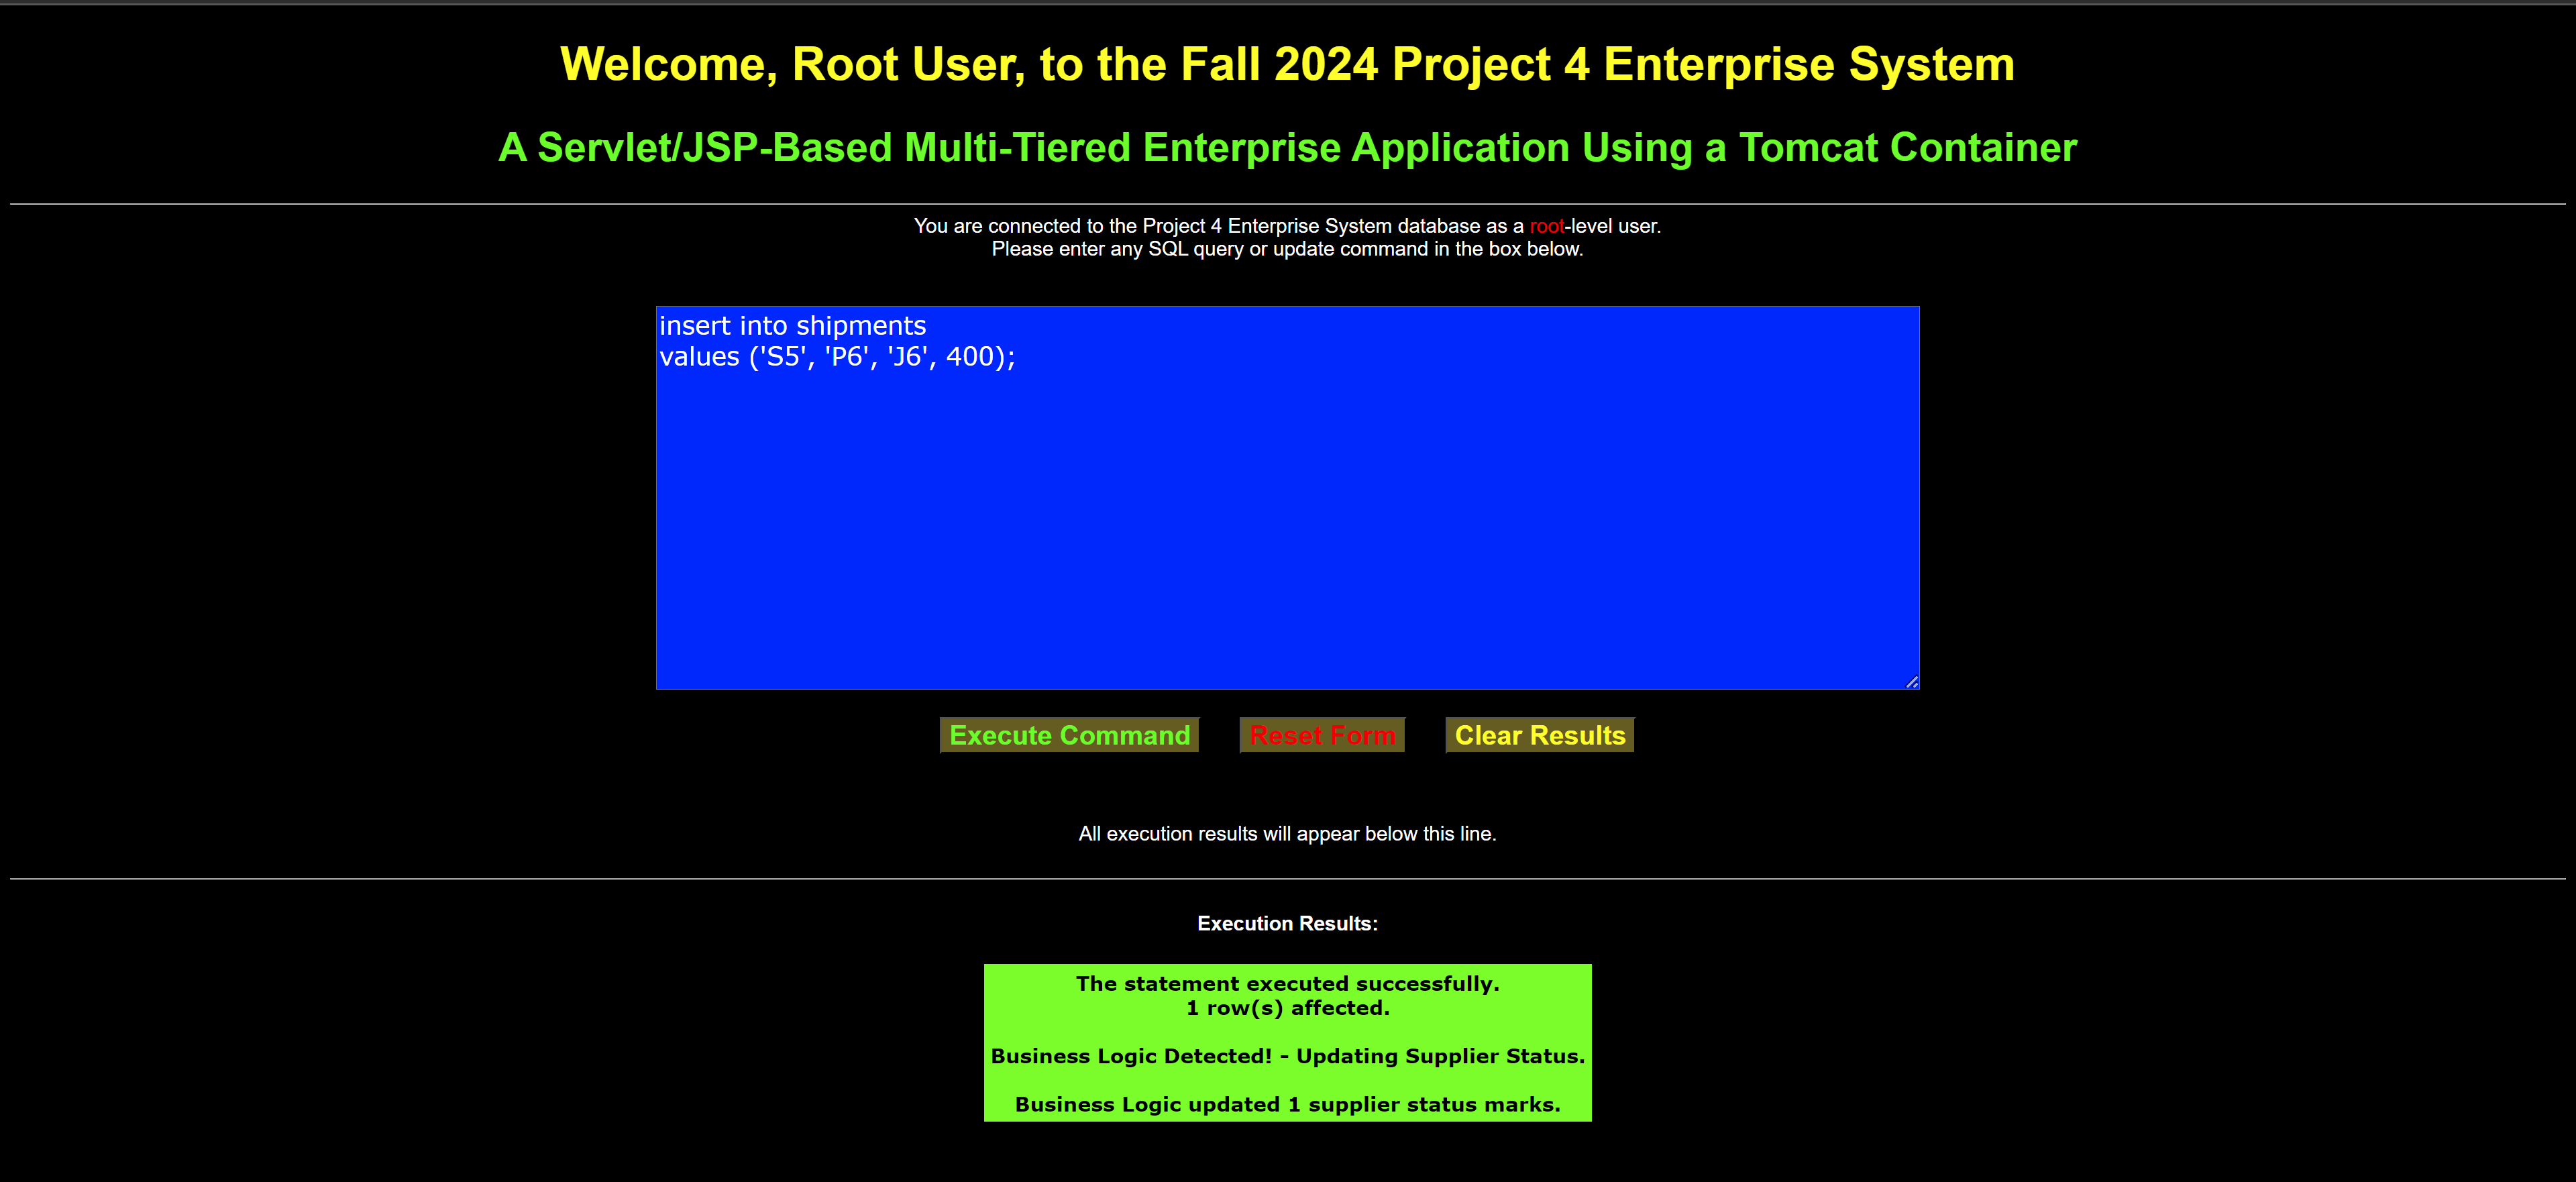 Welcome, Root User, to the Fall 2024 Project 4 Enterprise System
A Servlet/JSP-Based Multi-Tiered Enterprise Application Using a Tomcat Container
You are connected to the Project 4 Enterprise System database as a root-level user.
Please enter any SQL query or update command in the box below.
insert into shipments
values ('S5', 'P6', 'J6', 400);
Execute Command Reset Form Clear Results
All execution results will appear below this line.
Execution Results:
The statement executed successfully.
1 row(s) affected.
Business Logic Detected! - Updating Supplier Status.
Business Logic updated 1 supplier status marks.